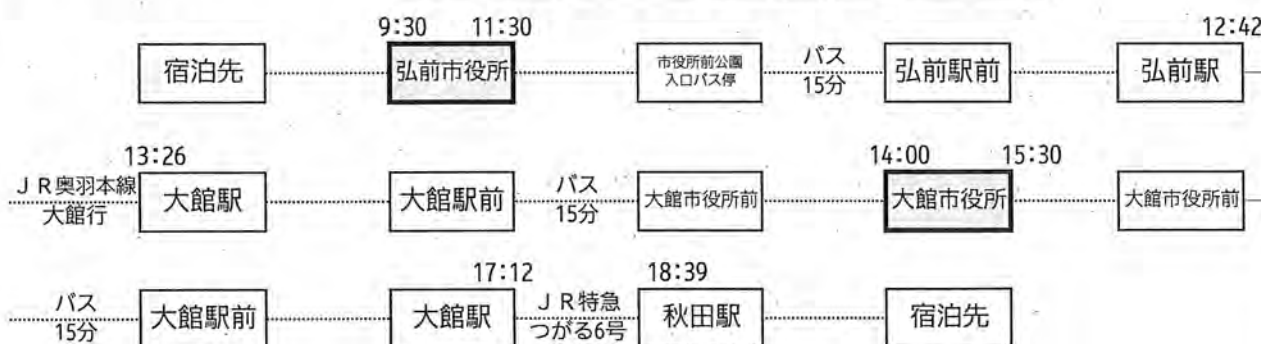 9:30 11:30 12:42
宿泊先 弘前市役所 市役所前公園 バス 弘前駅前 弘前駅
入口バス停 15分
13:26 14:00 15:30
JR奥羽本線 大館駅 大館駅前 バス 大館市役所前 大館市役所 大館市役所前
大館行 15分
17:12 18:39
バス 大館駅前 大館駅 JR特急 秋田駅 宿泊先
15分 つがる6号